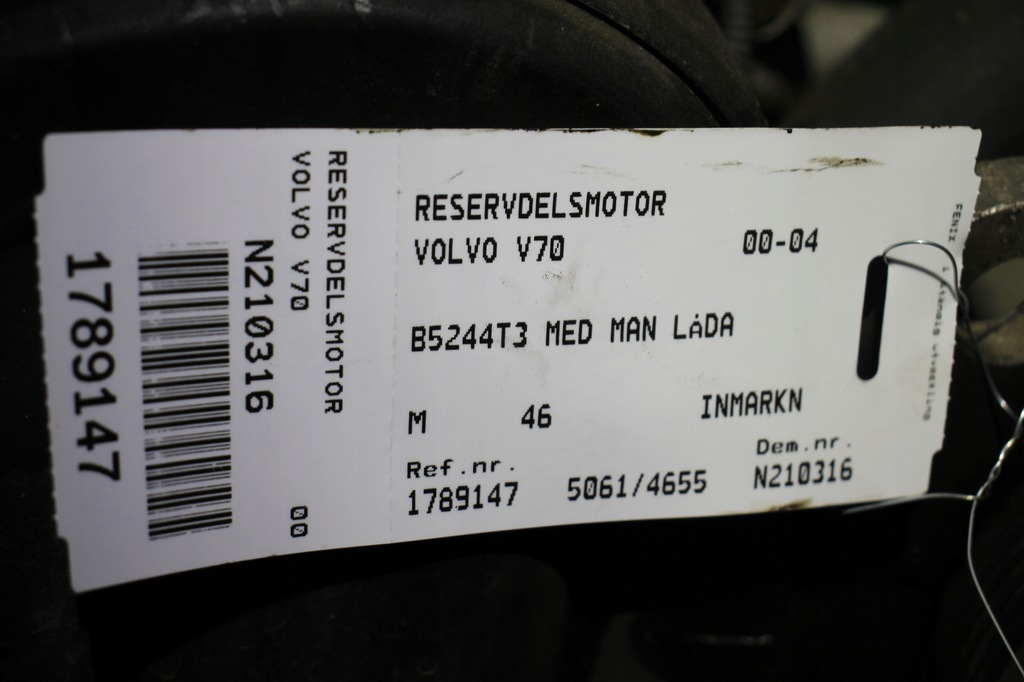 1789147
N210316
VOLVO V70 00
RESERVDELSMOTOR
RESERVDELSMOTOR
VOLVO V70 00-04
B5244T3 MED MAN LÅDA
M 46 INMARKN
Ref.nr. Dem.nr.
1789147 5061/4655 N210316
FENIX